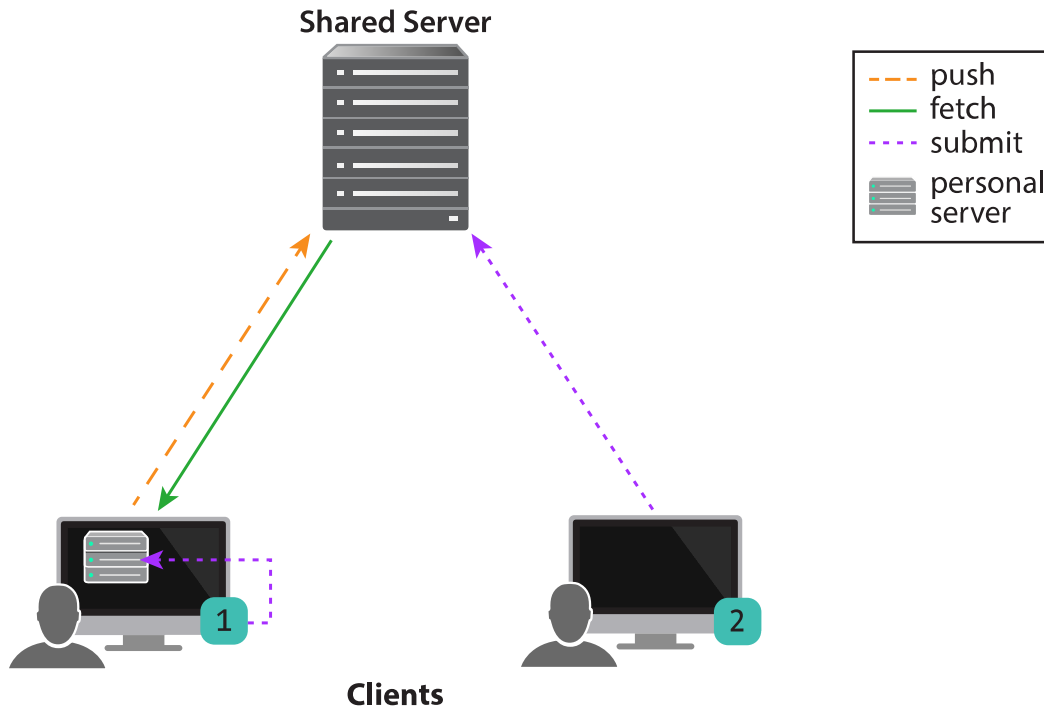 Shared Server
push
fetch
submit
personal
server
1
2
Clients